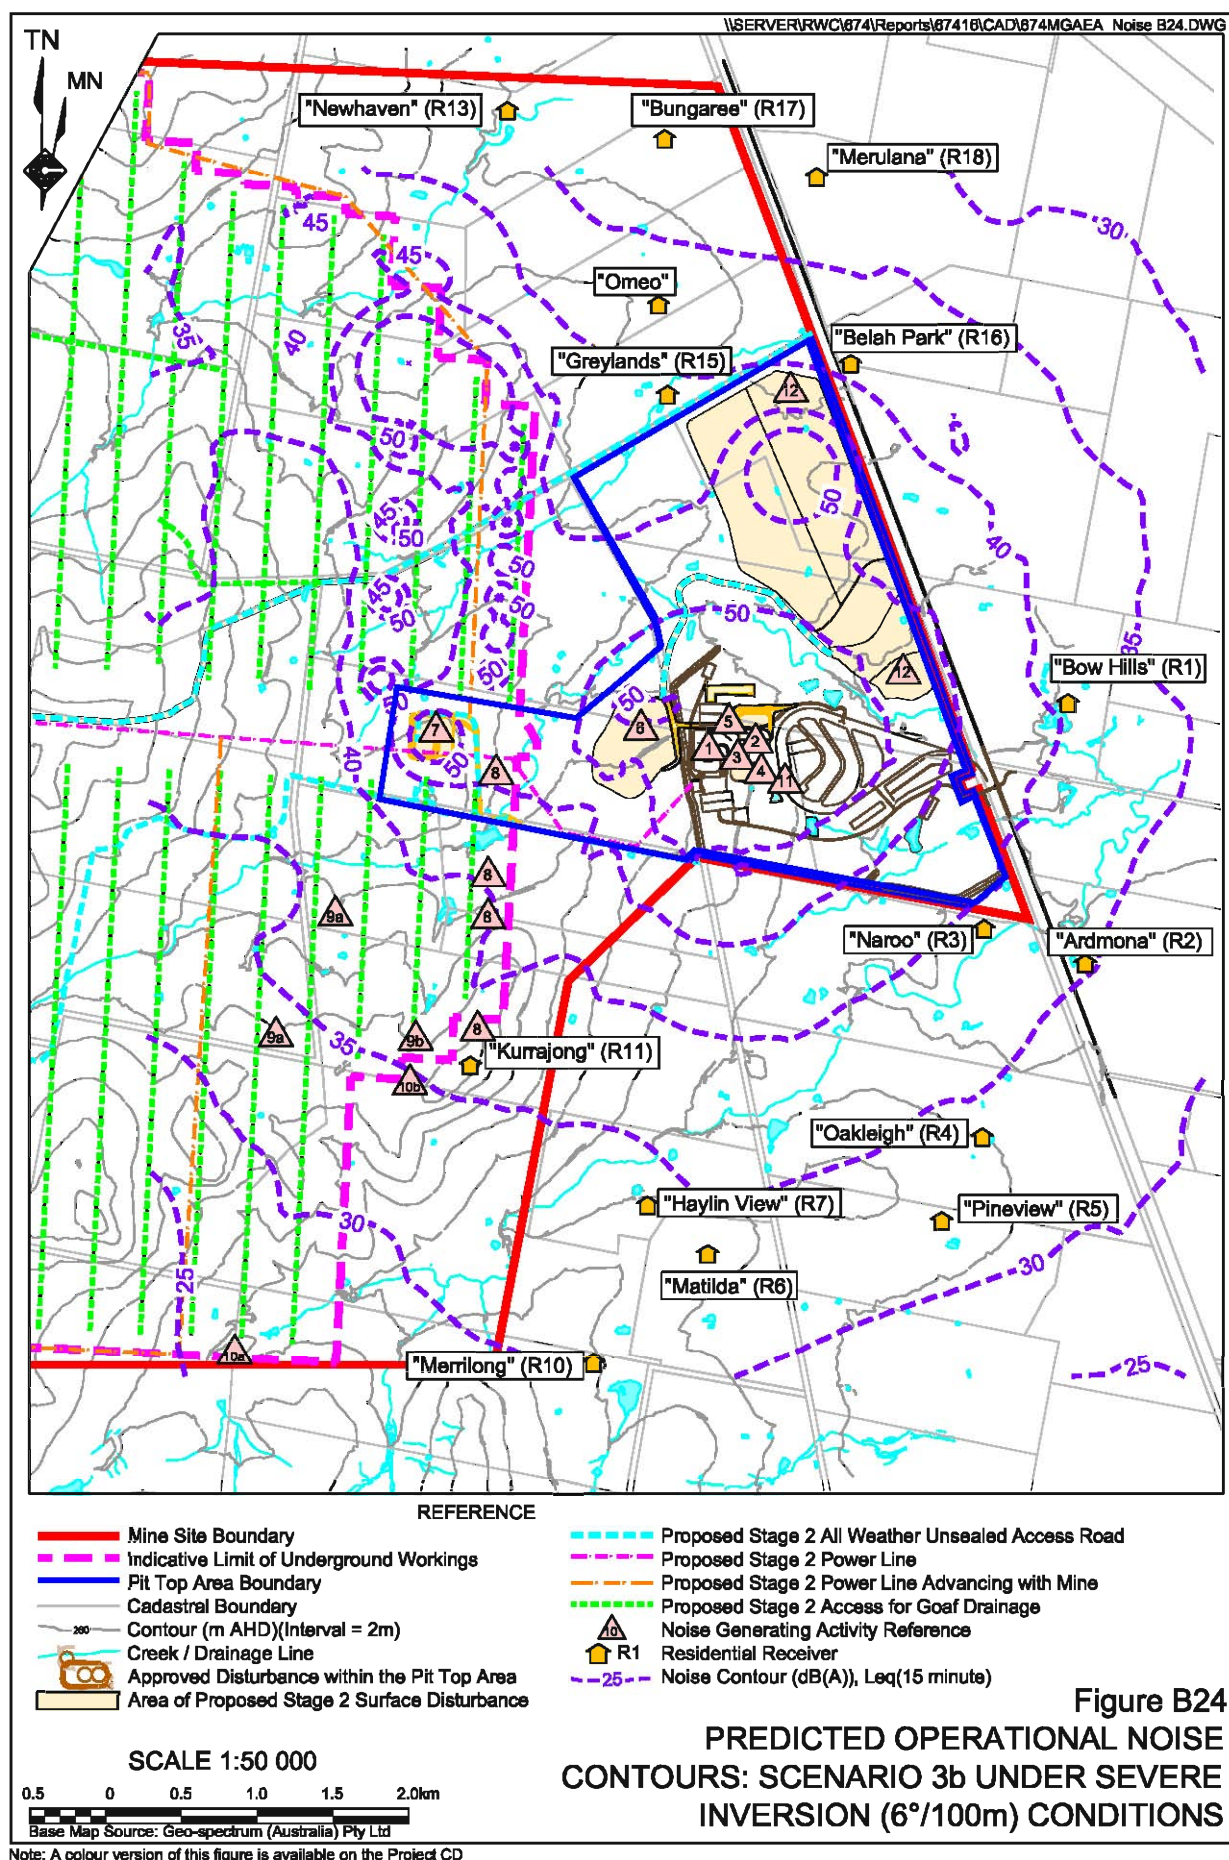 \\SERVER\RWC\674\Reports\67416\CAD\674MGAEA_Noise B24.DWG
TN
MN
"Newhaven" (R13)
"Bungaree" (R17)
"Merulana" (R18)
30
45
45
"Omeo"
35
40
"Belah Park" (R16)
"Greylands" (R15)
12
50
50
45
50
40
50
45
50
50
50
35
"Bow Hills" (R1)
12
50
50
50
6
5
7
1
2
3
4
11
40
50
8
8
9a
8
"Naroo" (R3)
"Ardmona" (R2)
9a
35
9b
8
"Kurrajong" (R11)
10b
"Oakleigh" (R4)
"Haylin View" (R7)
"Pineview" (R5)
30
30
"Matilda" (R6)
25
10a
"Merrilong" (R10)
25
REFERENCE
Mine Site Boundary
Indicative Limit of Underground Workings
Pit Top Area Boundary
Cadastral Boundary
260 Contour (m AHD)(Interval = 2m)
Creek / Drainage Line
Approved Disturbance within the Pit Top Area
Area of Proposed Stage 2 Surface Disturbance
Proposed Stage 2 All Weather Unsealed Access Road
Proposed Stage 2 Power Line
Proposed Stage 2 Power Line Advancing with Mine
Proposed Stage 2 Access for Goaf Drainage
10 Noise Generating Activity Reference
R1 Residential Receiver
25 Noise Contour (dB(A)), Leq(15 minute)
Figure B24
PREDICTED OPERATIONAL NOISE
CONTOURS: SCENARIO 3b UNDER SEVERE
INVERSION (6°/100m) CONDITIONS
SCALE 1:50 000
0.5 0 0.5 1.0 1.5 2.0km
Base Map Source: Geo-spectrum (Australia) Pty Ltd
Note: A colour version of this figure is available on the Project CD